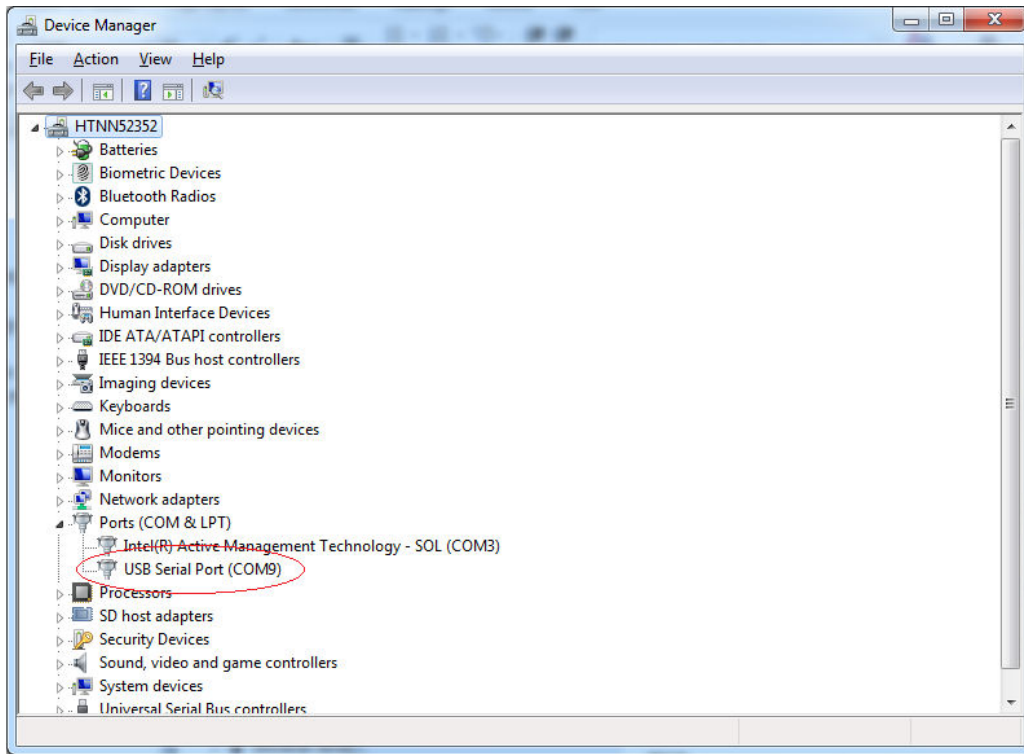 Device Manager
File Action View Help
HTNN52352
Batteries
Biometric Devices
Bluetooth Radios
Computer
Disk drives
Display adapters
DVD/CD-ROM drives
Human Interface Devices
IDE ATA/ATAPI controllers
IEEE 1394 Bus host controllers
Imaging devices
Keyboards
Mice and other pointing devices
Modems
Monitors
Network adapters
Ports (COM & LPT)
Intel(R) Active Management Technology - SOL (COM3)
USB Serial Port (COM9)
Processors
SD host adapters
Security Devices
Sound, video and game controllers
System devices
Universal Serial Bus controllers